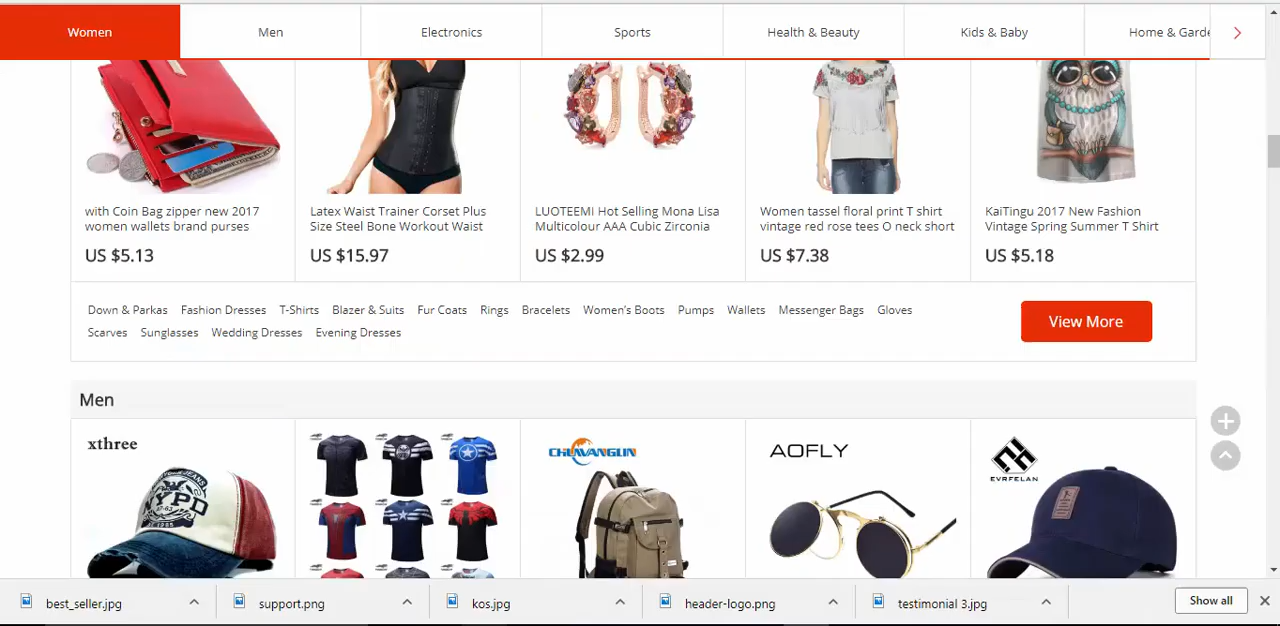 Women
Men
Electronics
Sports
Health & Beauty
Kids & Baby
Home & Garde
with Coin Bag zipper new 2017
women wallets brand purses
US $5.13
Latex Waist Trainer Corset Plus
Size Steel Bone Workout Waist
US $15.97
LUOTEEMI Hot Selling Mona Lisa
Multicolour AAA Cubic Zirconia
US $2.99
Women tassel floral print T shirt
vintage red rose tees O neck short
US $7.38
KaiTingu 2017 New Fashion
Vintage Spring Summer T Shirt
US $5.18
Down & Parkas Fashion Dresses T-Shirts Blazer & Suits Fur Coats Rings Bracelets Women's Boots Pumps Wallets Messenger Bags Gloves
Scarves Sunglasses Wedding Dresses Evening Dresses
View More
Men
xthree
CHUWANGLIN
AOFLY
EVRFELAN
best_seller.jpg
support.png
kos.jpg
header-logo.png
testimonial 3.jpg
Show all